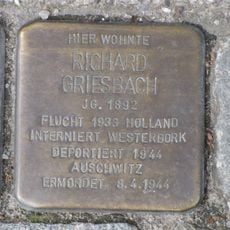 HIER WOHNTE
RICHARD
GRIESBACH
JG. 1892
FLUCHT 1933 HOLLAND
INTERNIERT WESTERBORK
DEPORTIERT 1944
AUSCHWITZ
ERMORDET 8.4.1944